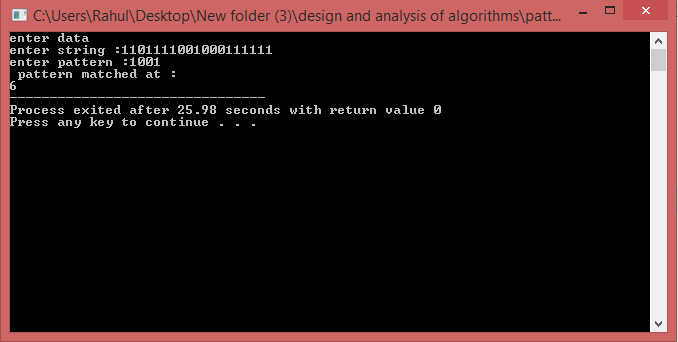 C:\Users\Rahul\Desktop\New folder (3)\design and analysis of algorithms\patt...
enter data
enter string :1101111001000111111
enter pattern :1001
pattern matched at :
6
--------------------------------
Process exited after 25.98 seconds with return value 0
Press any key to continue . . .